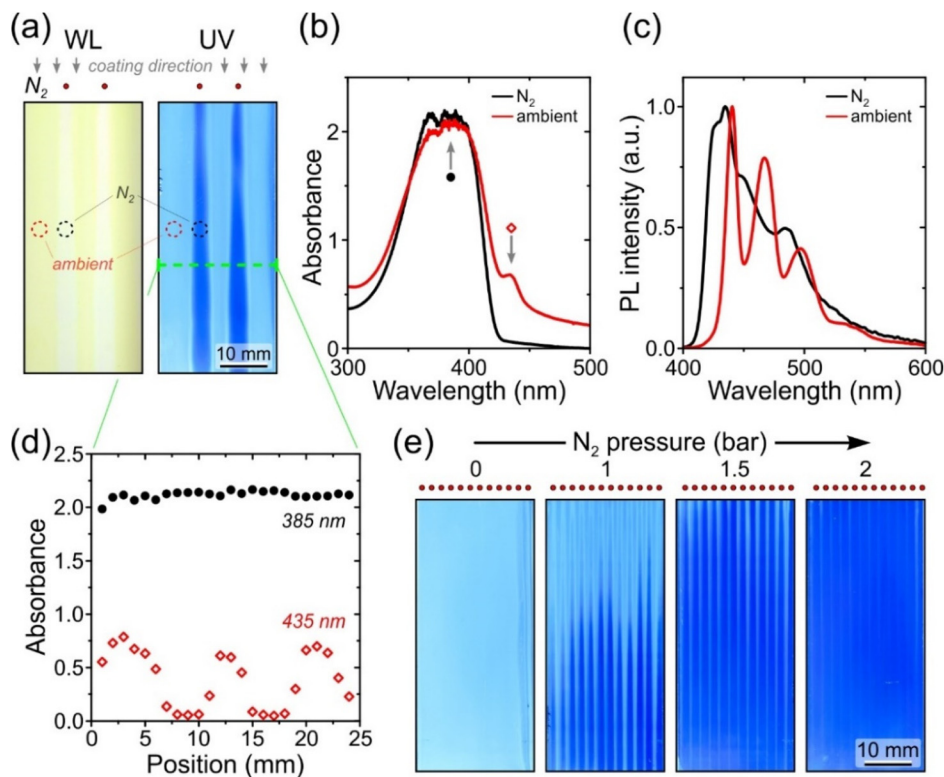 (a)
WL
UV
coating direction
N₂
N₂
ambient
10 mm
(b)
N₂
ambient
Absorbance
2
1
0
300
400
500
Wavelength (nm)
(c)
N₂
ambient
PL intensity (a.u.)
1.0
0.5
0.0
400
500
600
Wavelength (nm)
(d)
Absorbance
2.5
2.0
1.5
1.0
0.5
0.0
385 nm
435 nm
0
5
10
15
20
25
Position (mm)
(e)
N₂ pressure (bar)
0
1
1.5
2
10 mm